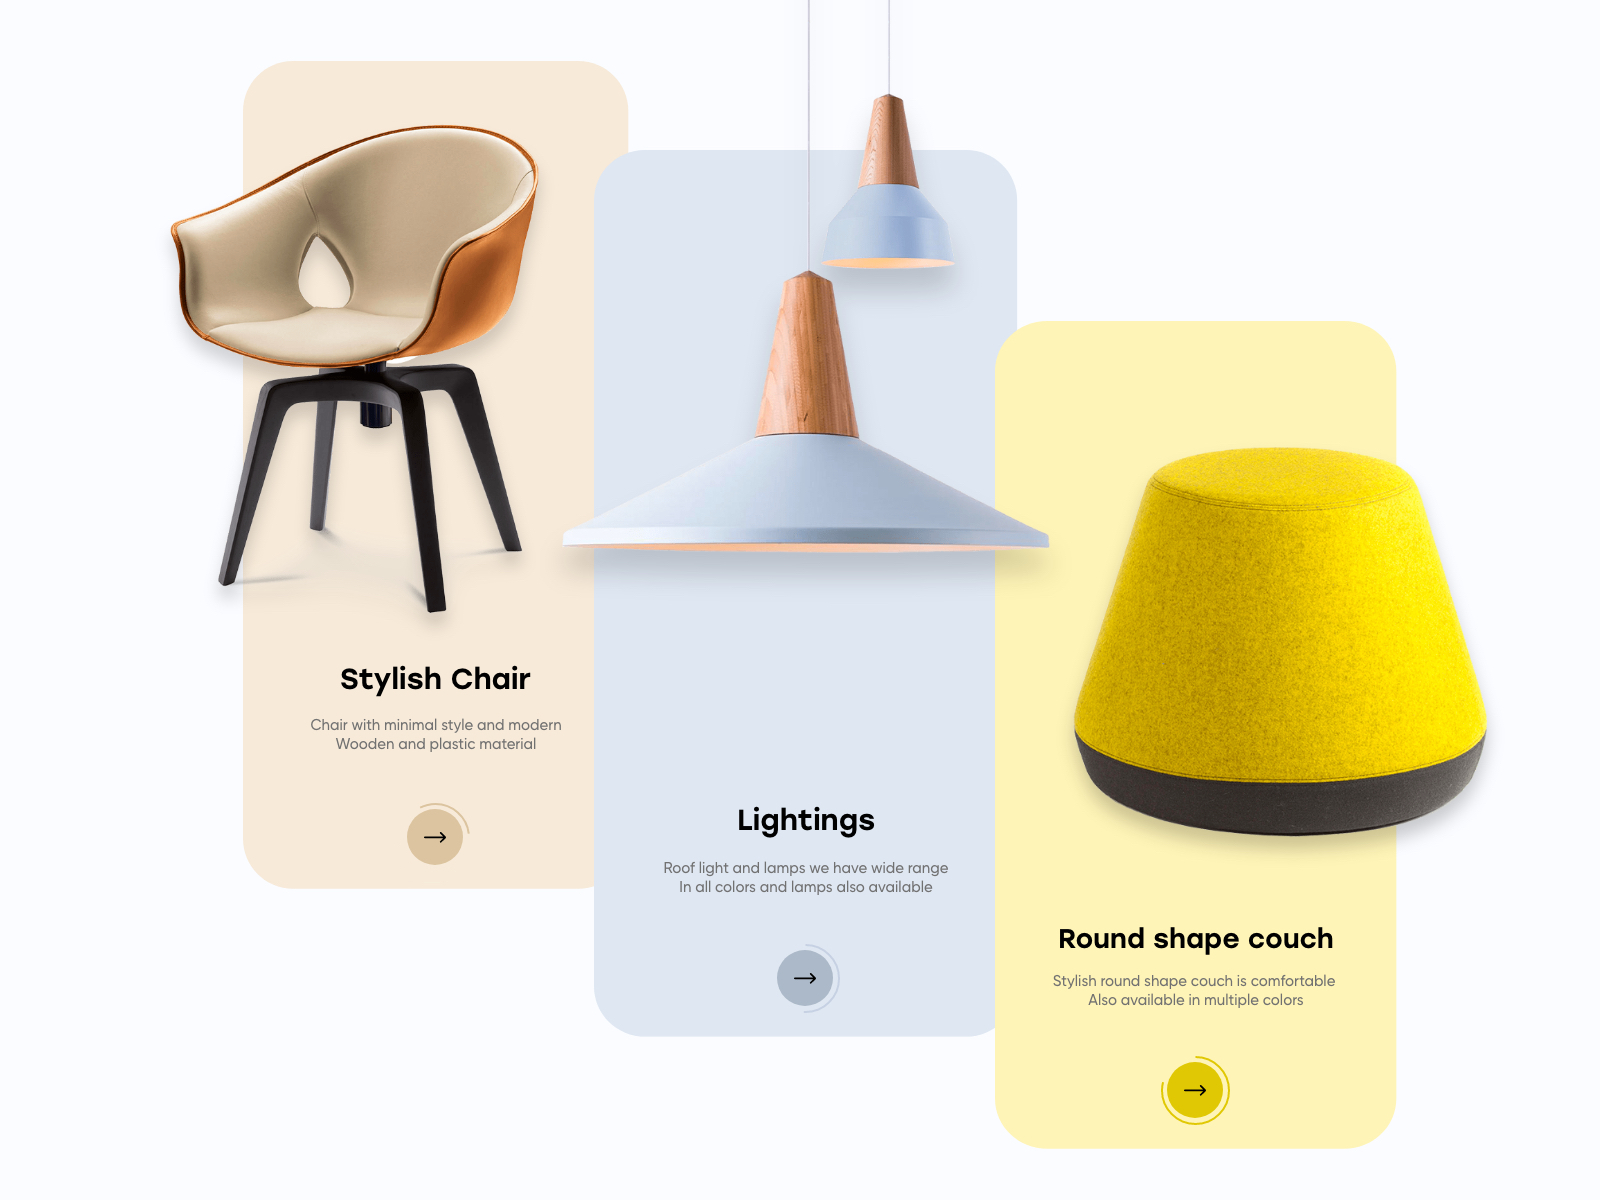 Stylish Chair
Chair with minimal style and modern
Wooden and plastic material
Lightings
Roof light and lamps we have wide range
In all colors and lamps also available
Round shape couch
Stylish round shape couch is comfortable
Also available in multiple colors